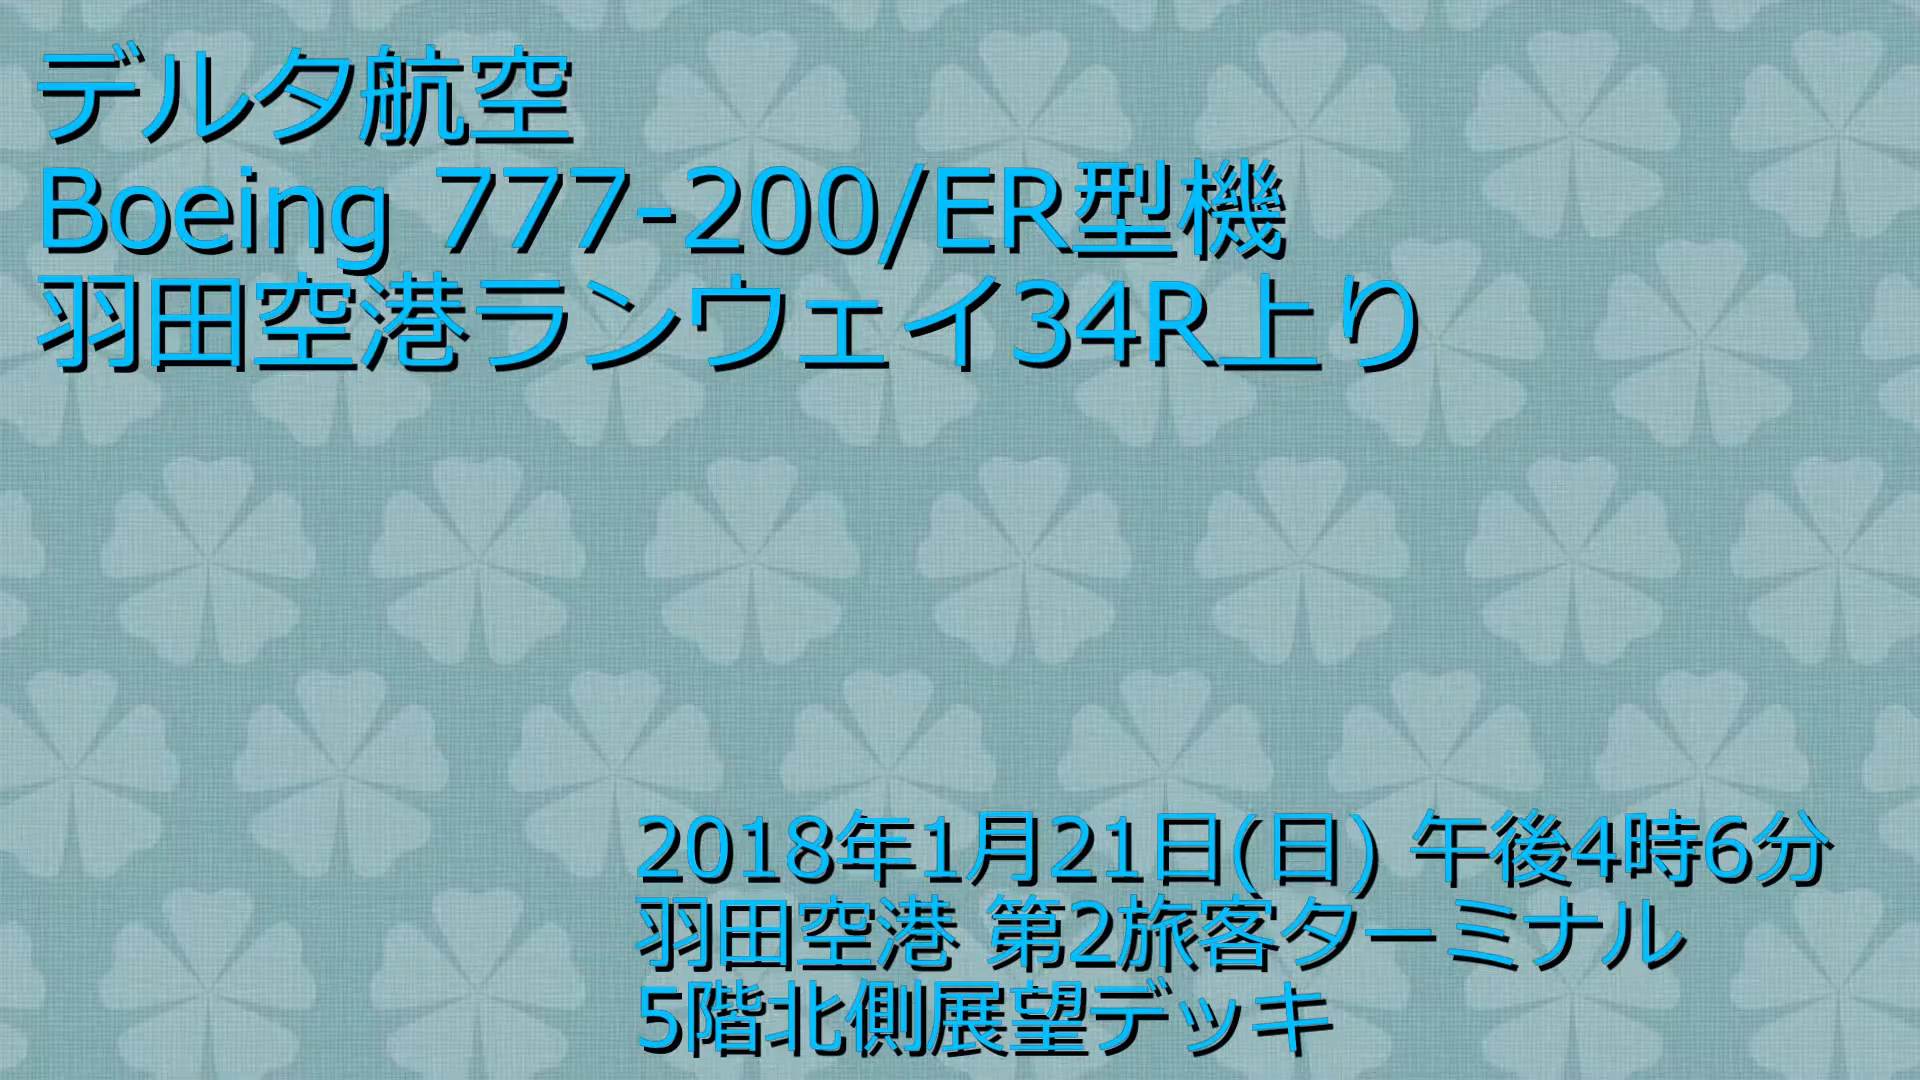 デルタ航空
Boeing 777-200/ER型機
羽田空港ランウェイ34R上り
2018年1月21日(日) 午後4時6分
羽田空港 第2旅客ターミナル
5階北側展望デッキ